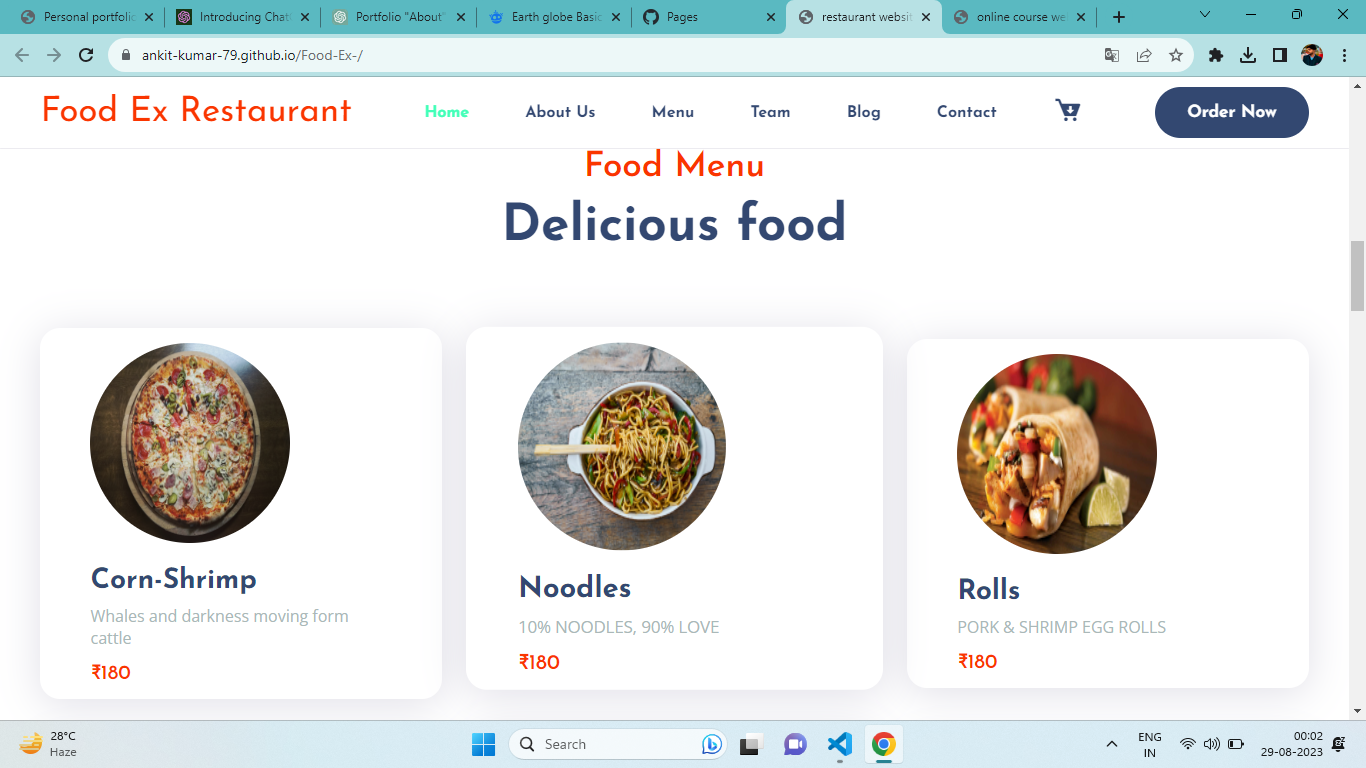 Personal portfolio
Introducing Chat
Portfolio "About"
Earth globe Basic
Pages
restaurant websit
online course we
ankit-kumar-79.github.io/Food-Ex-/
Food Ex Restaurant
Home
About Us
Menu
Team
Blog
Contact
Order Now
Food Menu
Delicious food
Corn-Shrimp
Whales and darkness moving form
cattle
₹180
Noodles
10% NOODLES, 90% LOVE
₹180
Rolls
PORK & SHRIMP EGG ROLLS
₹180
28°C
Haze
Search
ENG
IN
00:02
29-08-2023